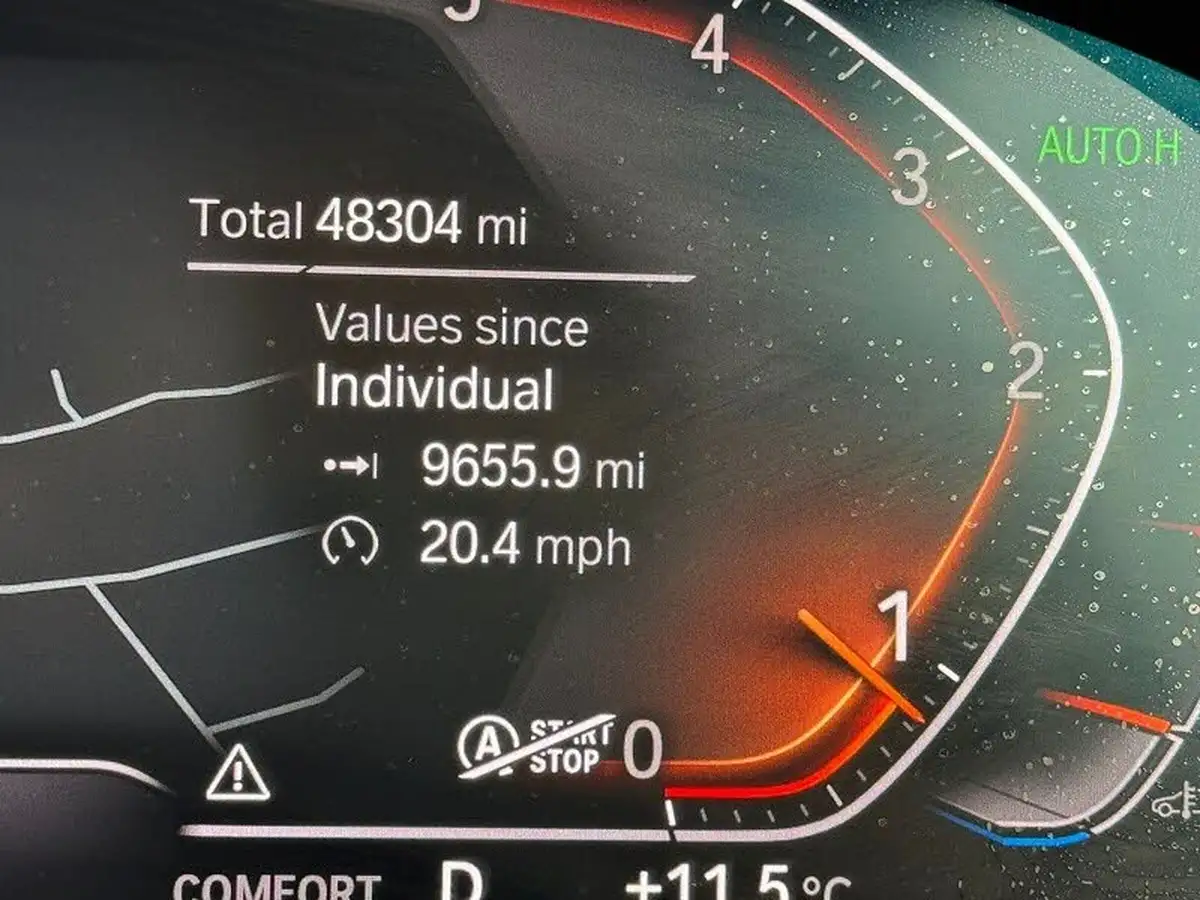 5
4
AUTO H
3
Total 48304 mi
Values since
2
Individual
9655.9 mi
20.4 mph
1
A START STOP 0
COMFORT D +11.5 °C